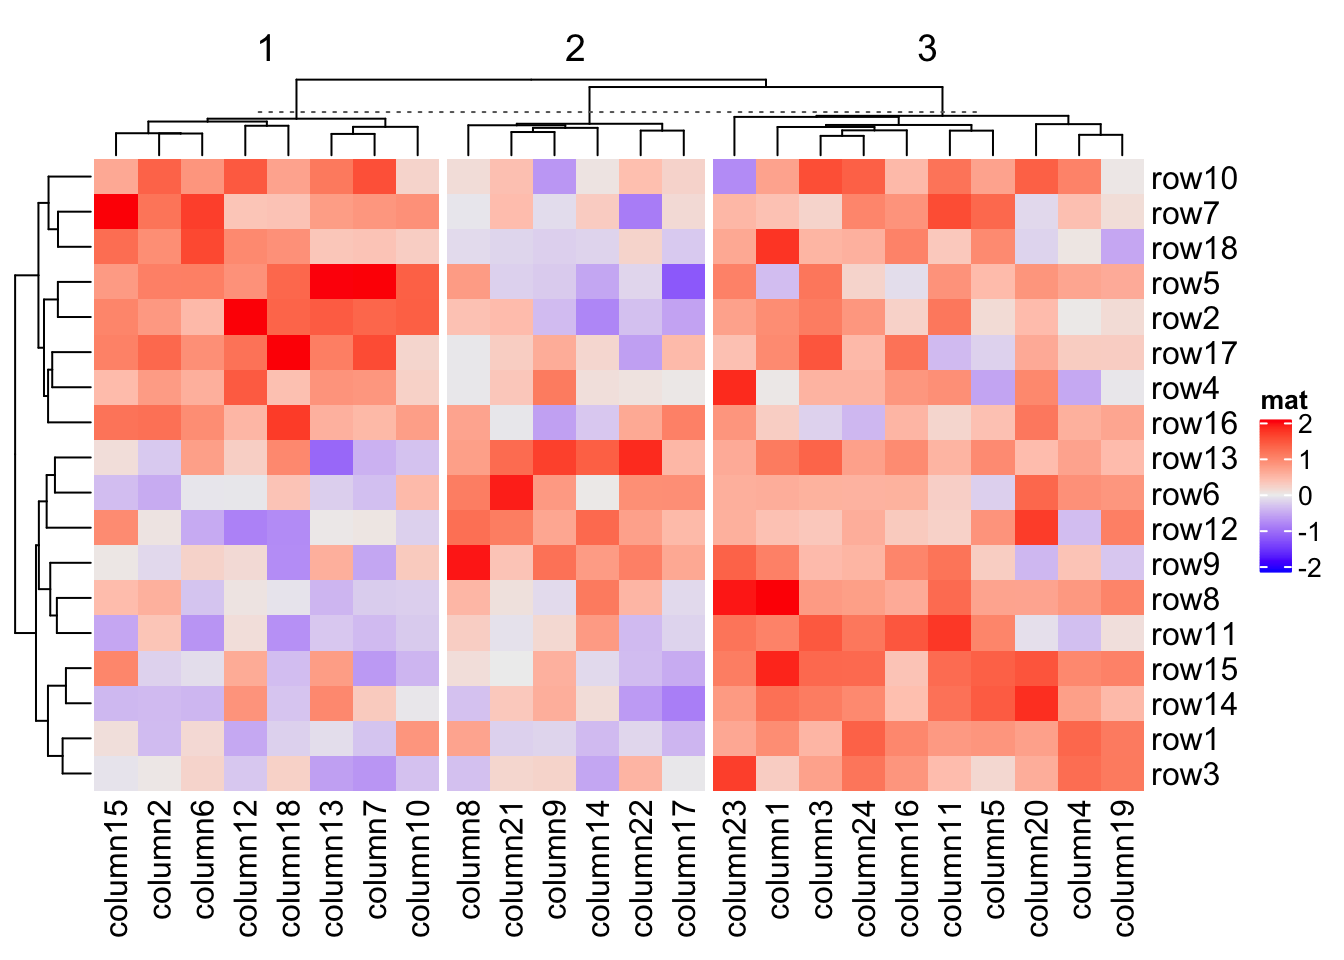 1 2 3
row10
row7
row18
row5
row2
row17
row4
row16
row13
row6
row12
row9
row8
row11
row15
row14
row1
row3
mat
2
1
0
-1
-2
column15 column2 column6 column12 column18 column13 column7 column10 column8 column21 column9 column14 column22 column17 column23 column1 column3 column24 column16 column11 column5 column20 column4 column19